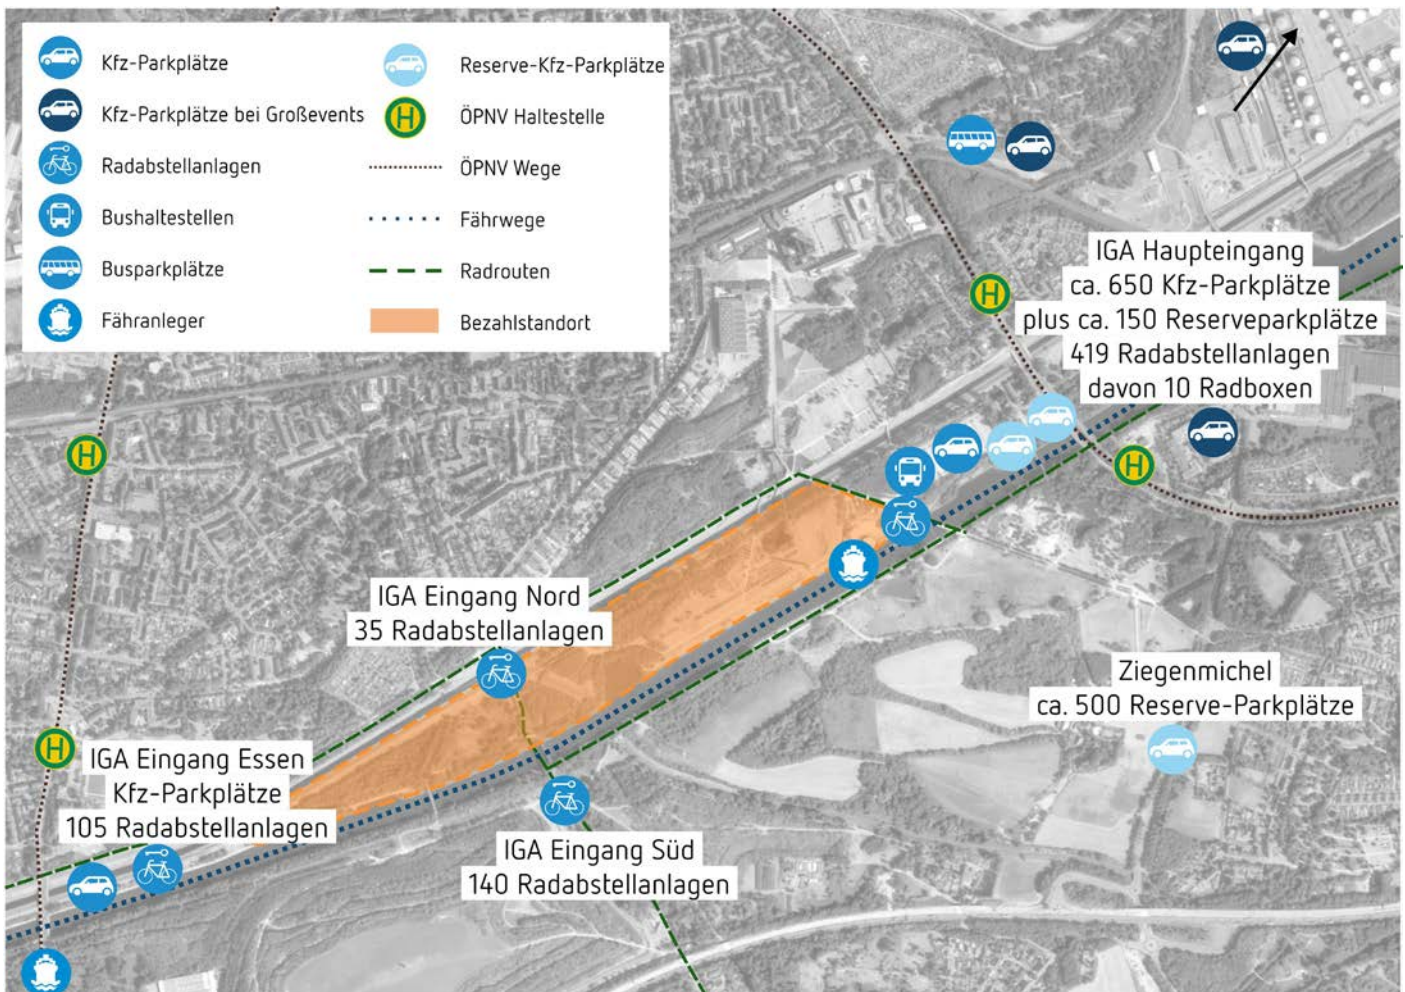 Kfz-Parkplätze
Kfz-Parkplätze bei Großevents
Radabstellanlagen
Bushaltestellen
Busparkplätze
Fähranleger
Reserve-Kfz-Parkplätze
H
ÖPNV Haltestelle
ÖPNV Wege
Fährwege
Radrouten
Bezahlstandort
IGA Haupteingang
ca. 650 Kfz-Parkplätze
plus ca. 150 Reserveparkplätze
419 Radabstellanlagen
davon 10 Radboxen
H
H
H
IGA Eingang Nord
35 Radabstellanlagen
Ziegenmichel
ca. 500 Reserve-Parkplätze
H
IGA Eingang Essen
Kfz-Parkplätze
105 Radabstellanlagen
IGA Eingang Süd
140 Radabstellanlagen